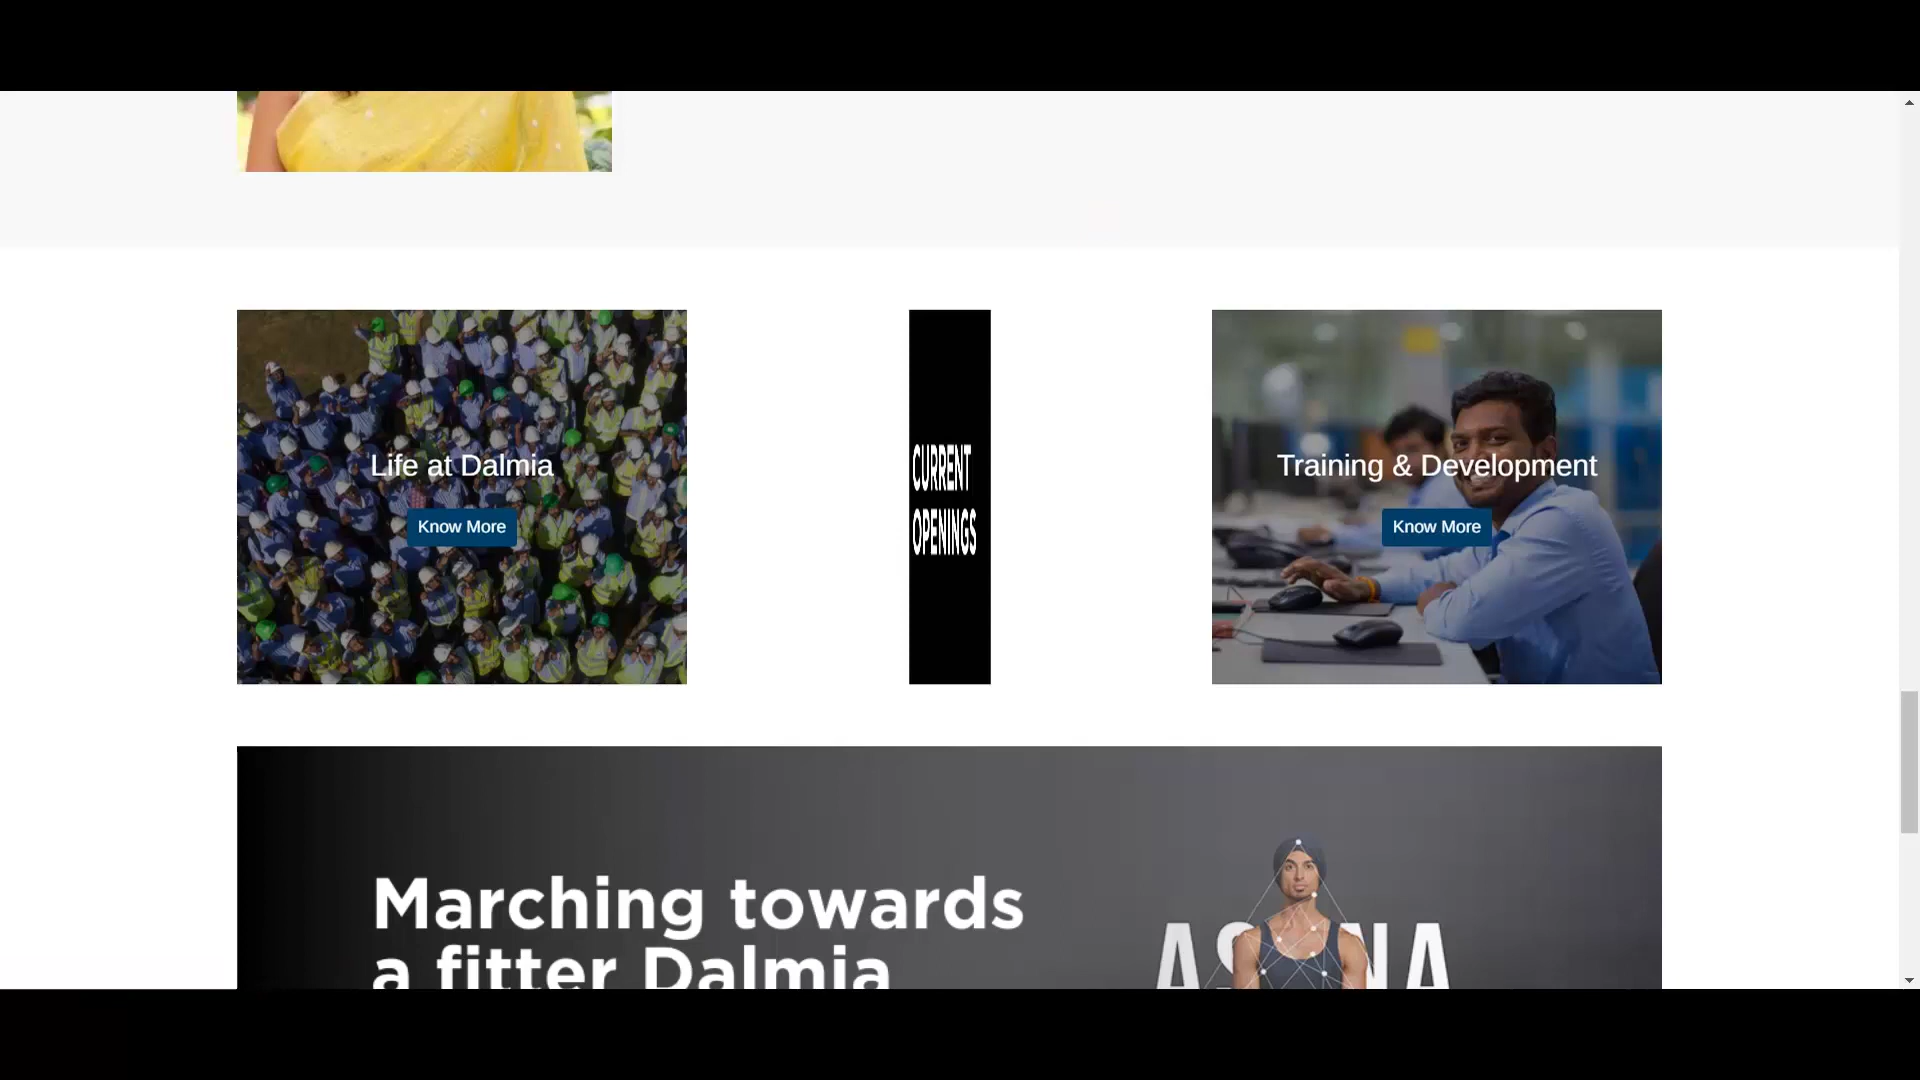 Life at Dalmia
Know More
CURRENT
OPENINGS
Training & Development
Know More
Marching towards
a fitter Dalmia